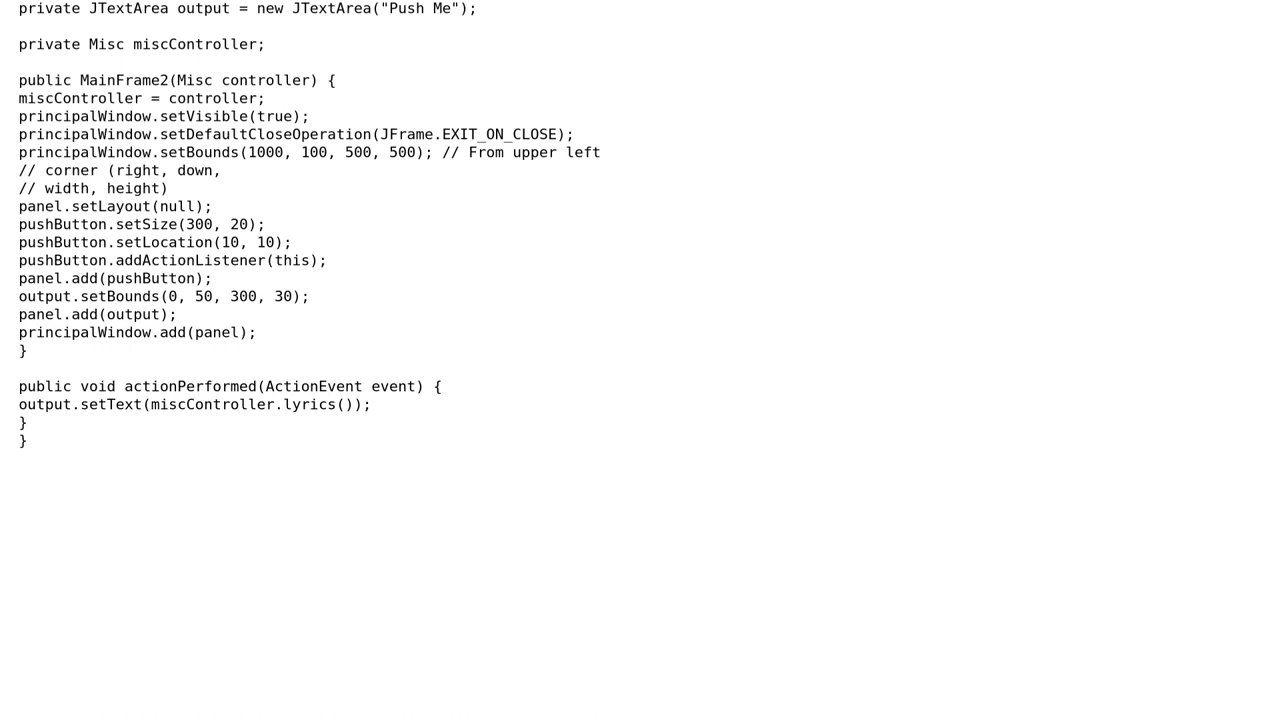 private JTextArea output = new JTextArea("Push Me");

private Misc miscController;

public MainFrame2(Misc controller) {
miscController = controller;
principalWindow.setVisible(true);
principalWindow.setDefaultCloseOperation(JFrame.EXIT_ON_CLOSE);
principalWindow.setBounds(1000, 100, 500, 500); // From upper left
// corner (right, down,
// width, height)
panel.setLayout(null);
pushButton.setSize(300, 20);
pushButton.setLocation(10, 10);
pushButton.addActionListener(this);
panel.add(pushButton);
output.setBounds(0, 50, 300, 30);
panel.add(output);
principalWindow.add(panel);
}

public void actionPerformed(ActionEvent event) {
output.setText(miscController.lyrics());
}
}